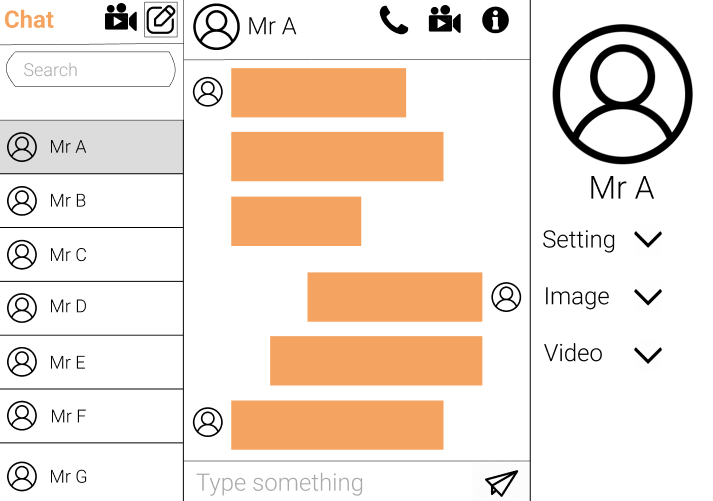 Chat
Search
Mr A
Mr B
Mr C
Mr D
Mr E
Mr F
Mr G
Mr A
Type something
Mr A
Setting
Image
Video